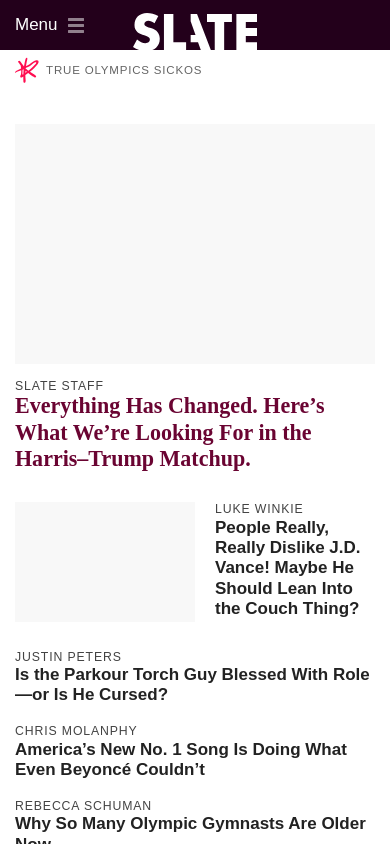 Menu
SLATE
TRUE OLYMPICS SICKOS
SLATE STAFF
Everything Has Changed. Here’s
What We’re Looking For in the
Harris–Trump Matchup.
LUKE WINKIE
People Really,
Really Dislike J.D.
Vance! Maybe He
Should Lean Into
the Couch Thing?
JUSTIN PETERS
Is the Parkour Torch Guy Blessed With Role
—or Is He Cursed?
CHRIS MOLANPHY
America’s New No. 1 Song Is Doing What
Even Beyoncé Couldn’t
REBECCA SCHUMAN
Why So Many Olympic Gymnasts Are Older
Now